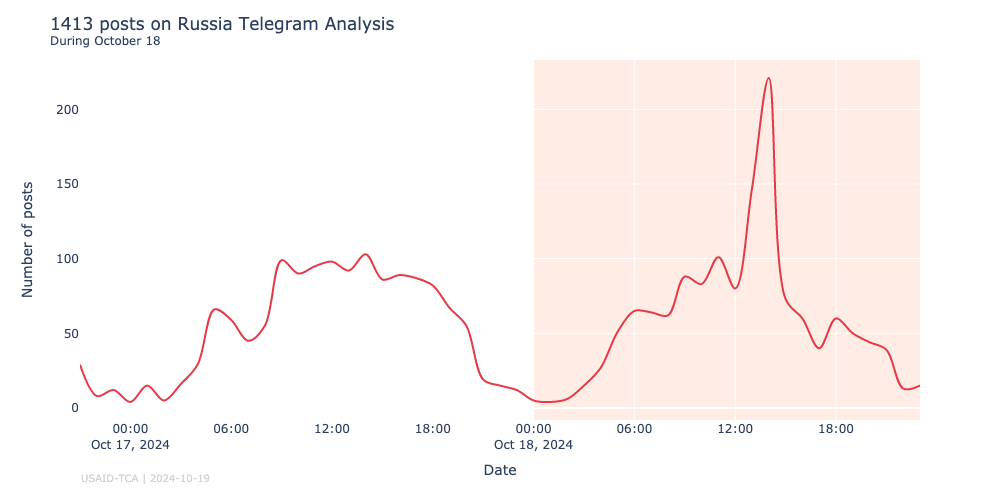 1413 posts on Russia Telegram Analysis
During October 18
Number of posts
200
150
100
50
0
00:00 06:00 12:00 18:00 00:00 06:00 12:00 18:00
Oct 17, 2024 Oct 18, 2024
Date
USAID-TCA | 2024-10-19